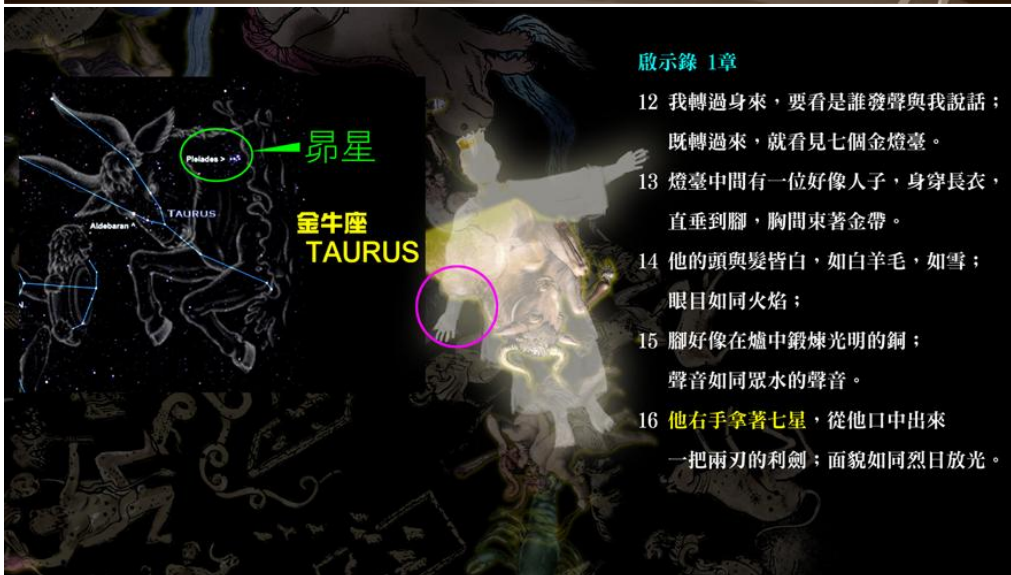 Pleiades >
昴星
TAURUS
Aldebaran ^
金牛座
TAURUS
啟示錄 1章
12 我轉過身來，要看是誰發聲與我說話；
既轉過來，就看見七個金燈臺。
13 燈臺中間有一位好像人子，身穿長衣，
直垂到腳，胸間束著金帶。
14 他的頭與髮皆白，如白羊毛，如雪；
眼目如同火焰；
15 腳好像在爐中鍛煉光明的銅；
聲音如同眾水的聲音。
16 他右手拿著七星，從他口中出來
一把兩刃的利劍；面貌如同烈日放光。